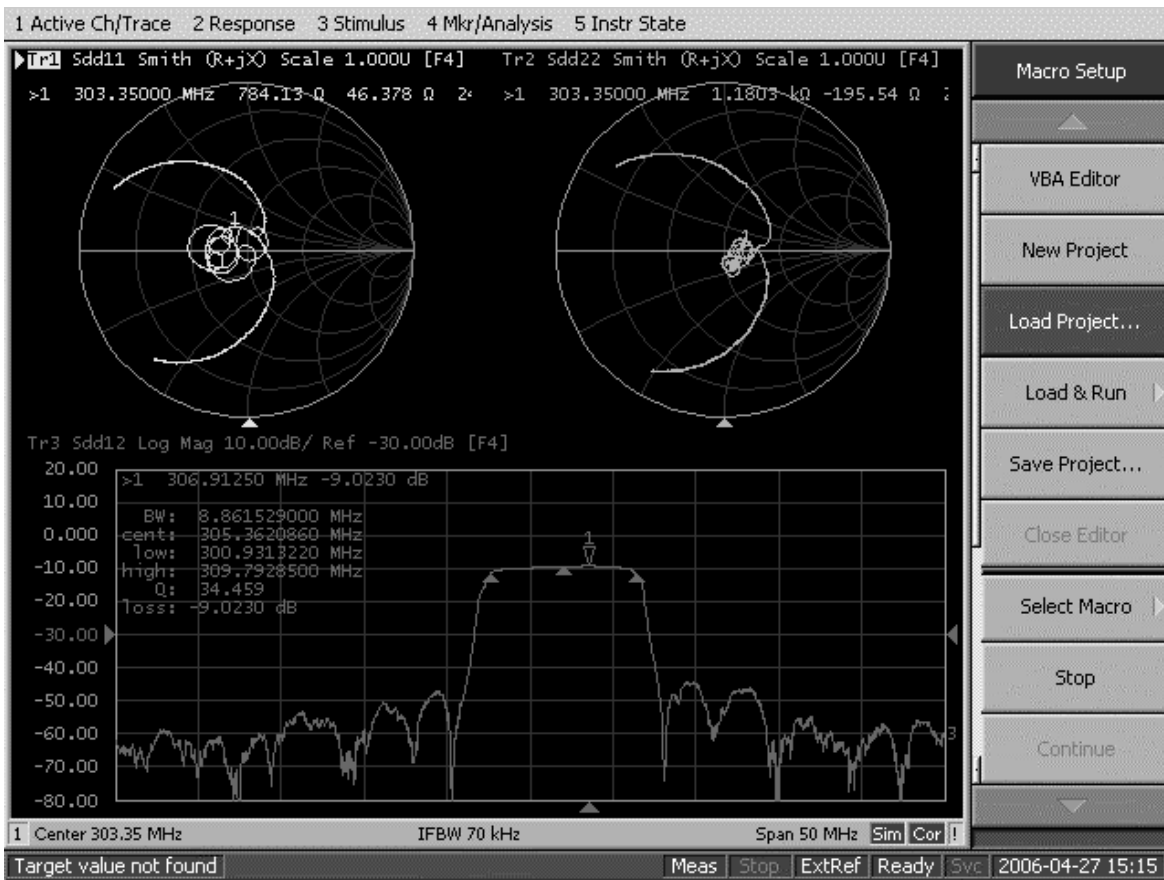 1 Active Ch/Trace 2 Response 3 Stimulus 4 Mkr/Analysis 5 Instr State
Tr1 Sdd11 Smith (R+jX) Scale 1.000U [F4]
>1 303.35000 MHz 784.13 Ω 46.378 Ω
Tr2 Sdd22 Smith (R+jX) Scale 1.000U [F4]
>1 303.35000 MHz 1.1803 kΩ -195.54 Ω
1
1
Tr3 Sdd12 Log Mag 10.00dB/ Ref -30.00dB [F4]
20.00
10.00
0.000
-10.00
-20.00
-30.00
-40.00
-50.00
-60.00
-70.00
-80.00
>1 306.91250 MHz -9.0230 dB
BW: 8.861529000 MHz
cent: 305.3620860 MHz
low: 300.9313220 MHz
high: 309.7928500 MHz
Q: 34.459
loss: -9.0230 dB
1
3
1 Center 303.35 MHz IFBW 70 kHz Span 50 MHz Sim Cor !
Macro Setup
VBA Editor
New Project
Load Project...
Load & Run
Save Project...
Close Editor
Select Macro
Stop
Continue
Target value not found Meas Stop ExtRef Ready Svc 2006-04-27 15:15